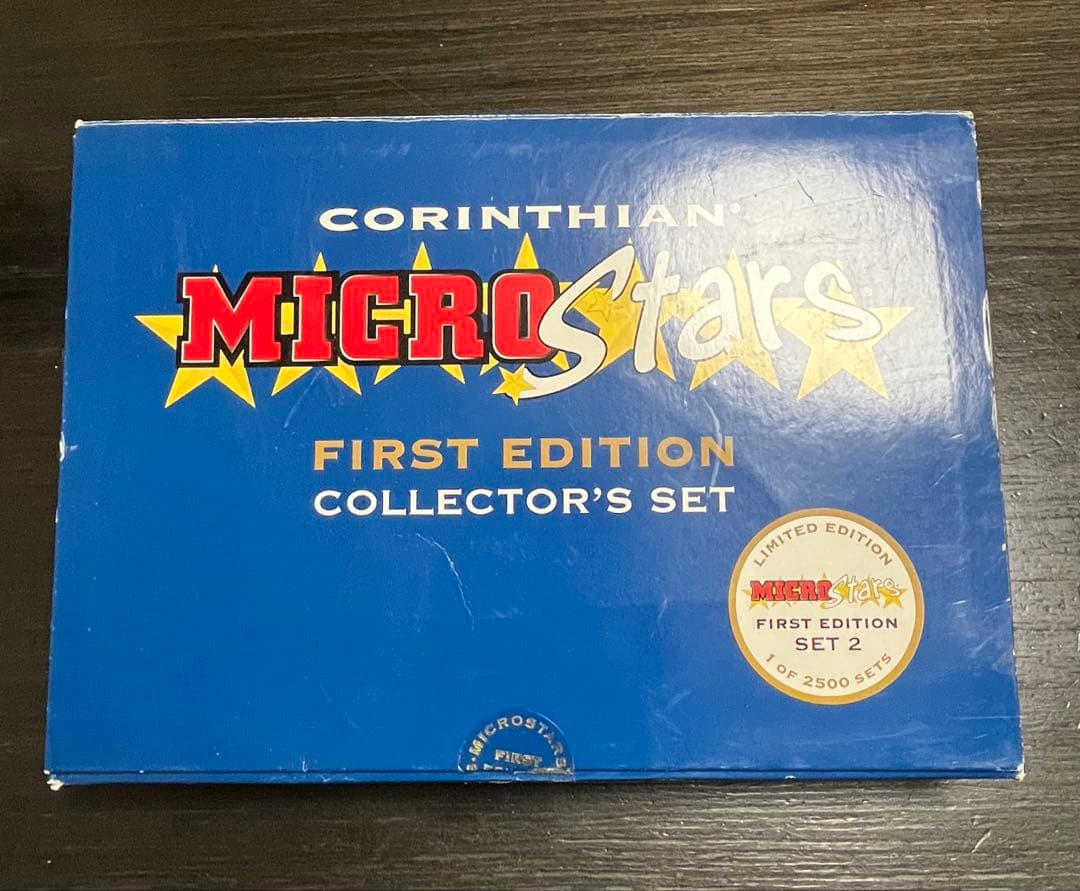 CORINTHIAN®
MICROStars
FIRST EDITION
COLLECTOR'S SET
LIMITED EDITION
MICROStars
FIRST EDITION
SET 2
1 OF 2500 SETS
MICROSTARS
FIRST